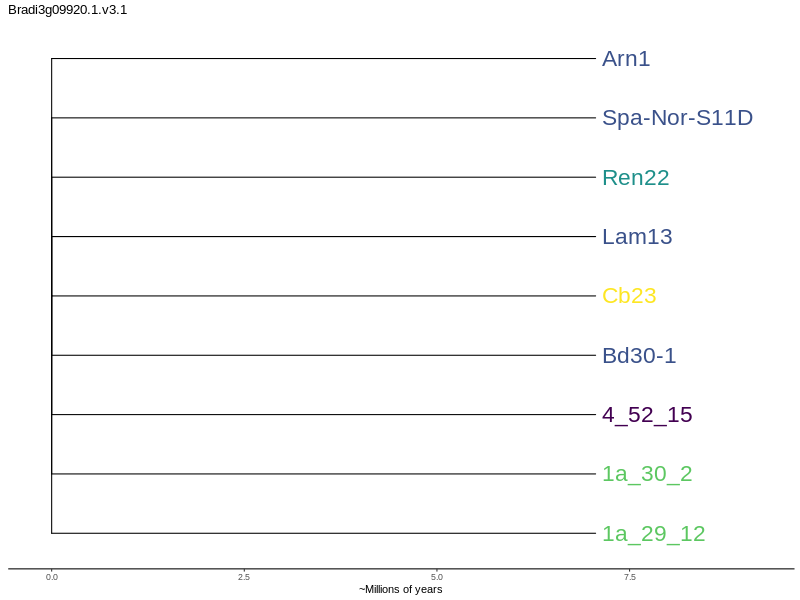 Bradi3g09920.1.v3.1
Arn1
Spa-Nor-S11D
Ren22
Lam13
Cb23
Bd30-1
4_52_15
1a_30_2
1a_29_12
0.0 2.5 5.0 7.5
~Millions of years